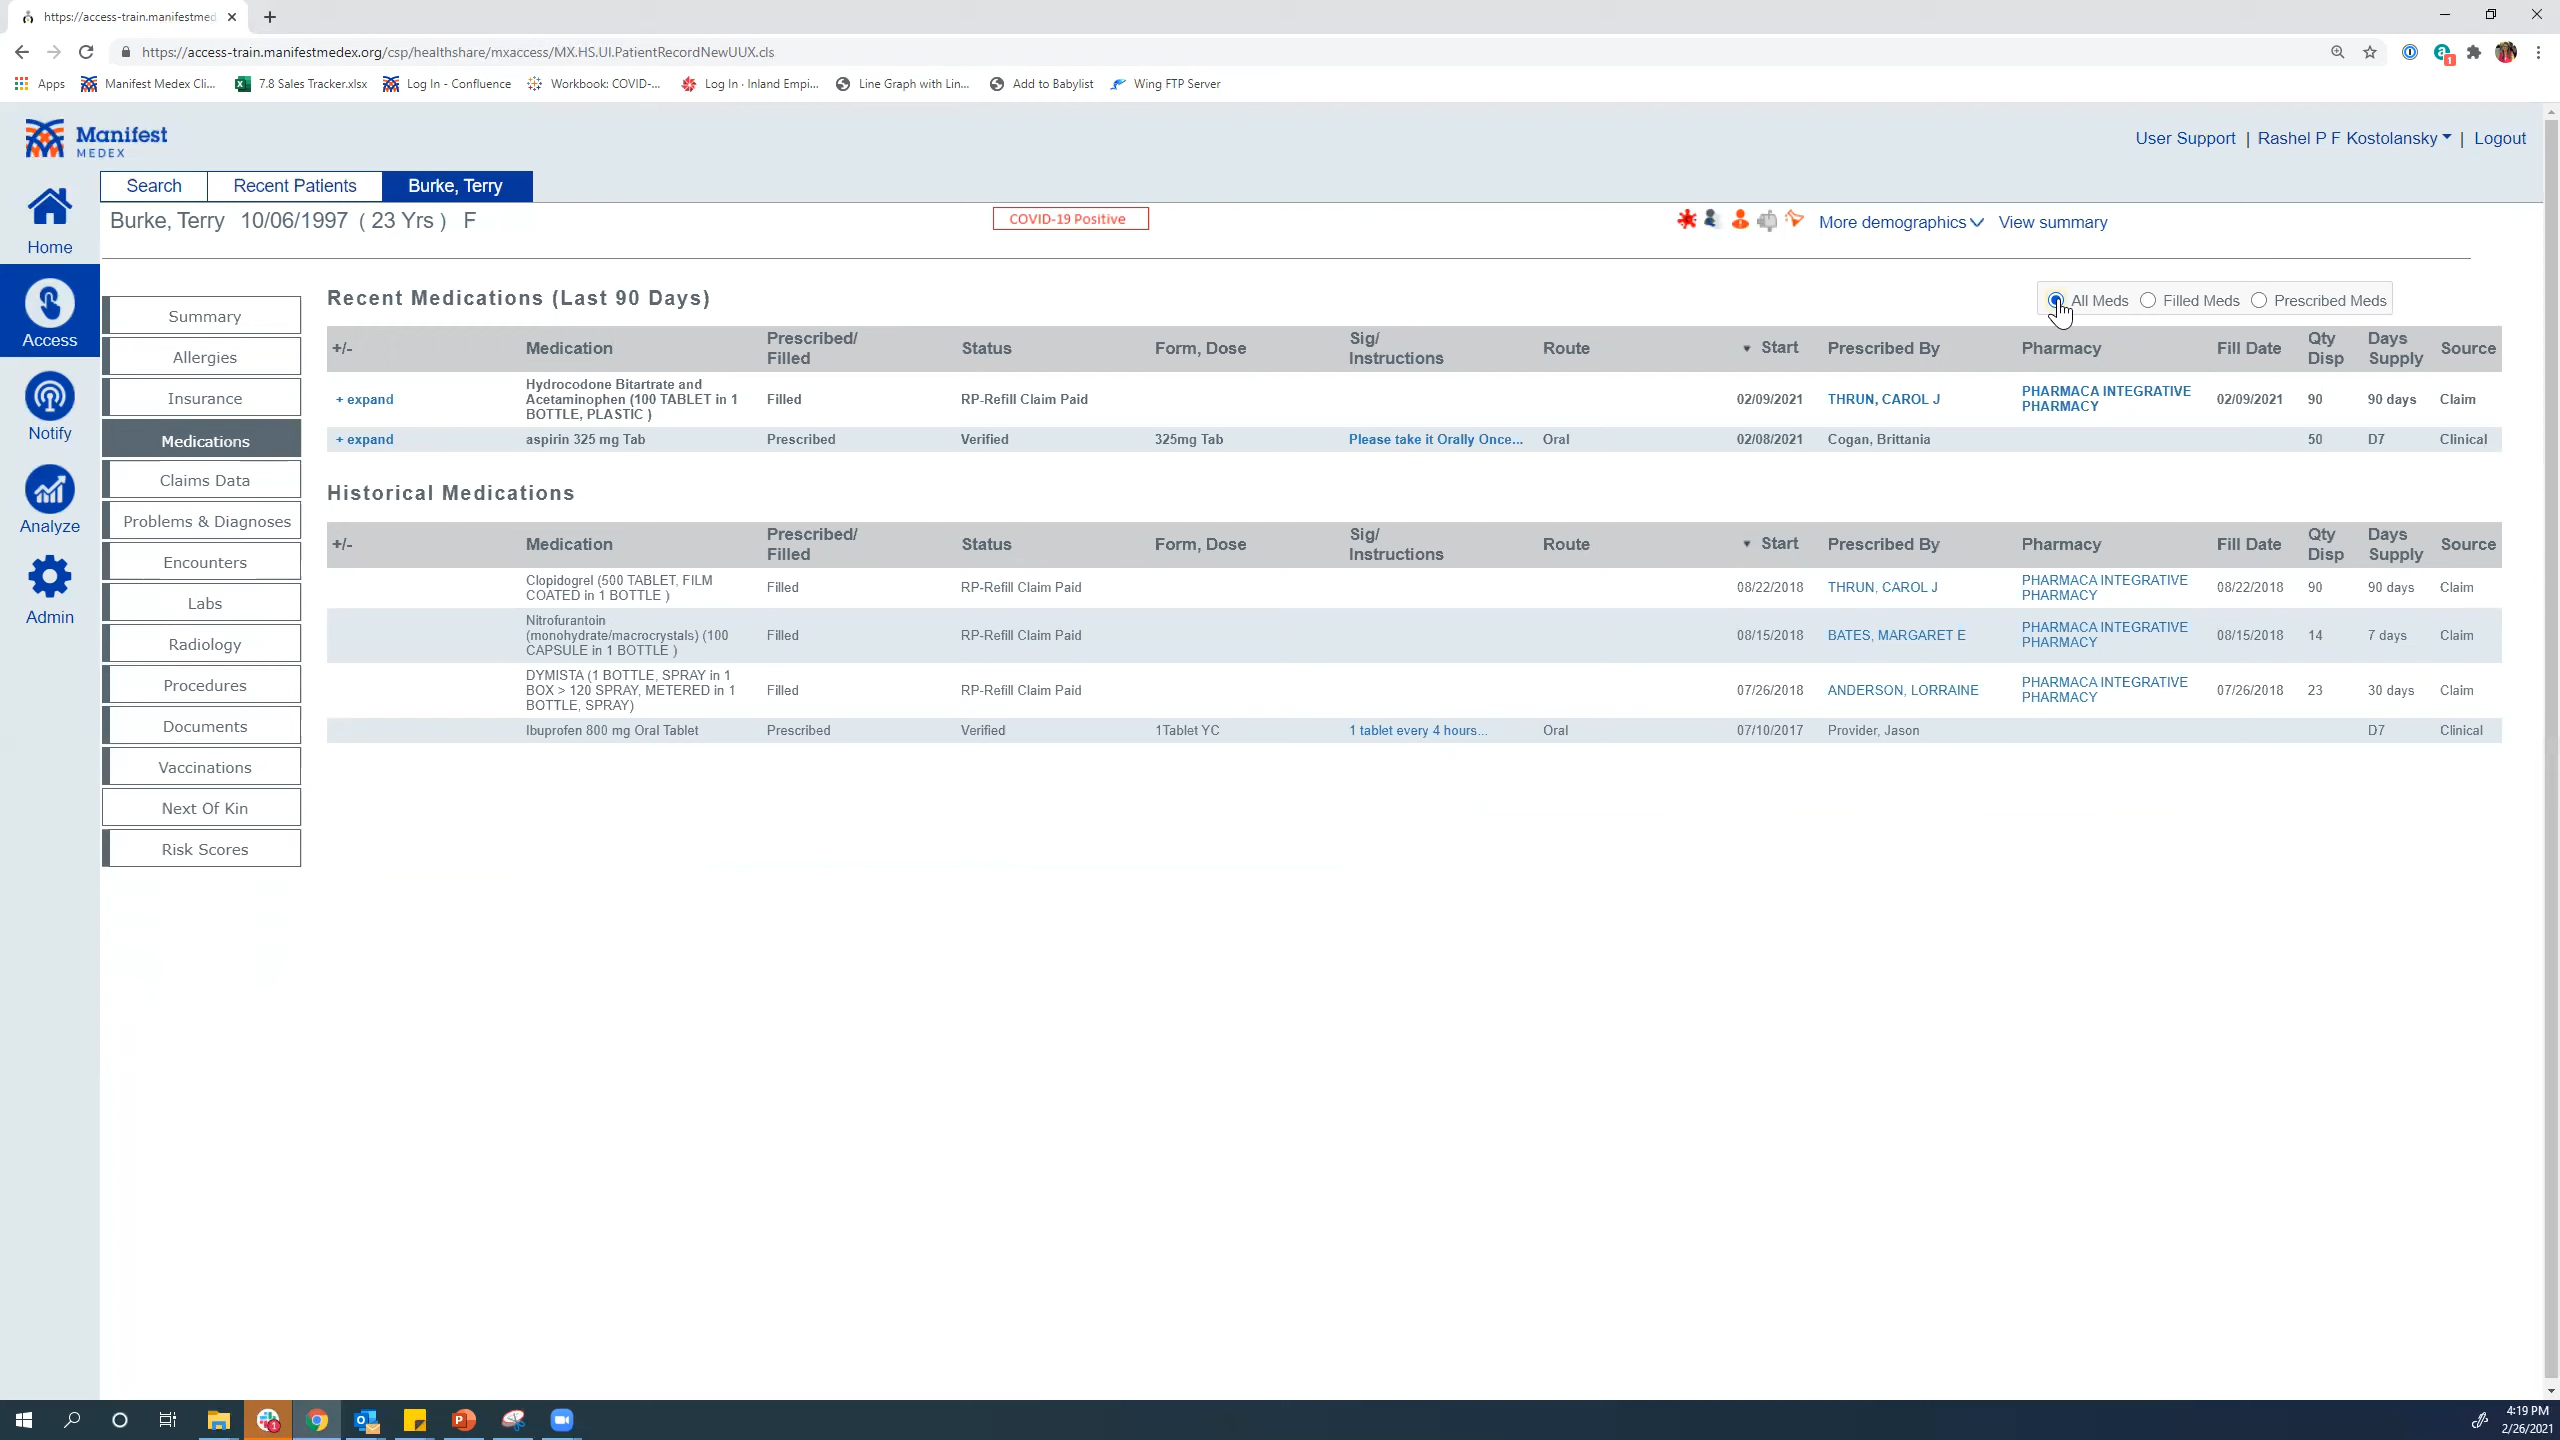 https://access-train.manifestmed
https://access-train.manifestmedex.org/csp/healthshare/mxaccess/MX.HS.UI.PatientRecordNewUUX.cls
Apps Manifest Medex Cli... 7.8 Sales Tracker.xlsx Log In - Confluence Workbook: COVID-... Log In · Inland Empi... Line Graph with Lin... Add to Babylist Wing FTP Server
Manifest
MEDEX
User Support | Rashel P F Kostolansky | Logout
Search Recent Patients Burke, Terry
Burke, Terry 10/06/1997 ( 23 Yrs ) F
COVID-19 Positive
More demographics View summary
Home
Access
Notify
Analyze
Admin
Summary
Allergies
Insurance
Medications
Claims Data
Problems & Diagnoses
Encounters
Labs
Radiology
Procedures
Documents
Vaccinations
Next Of Kin
Risk Scores
Recent Medications (Last 90 Days)
All Meds Filled Meds Prescribed Meds
+/- Medication Prescribed/ Filled Status Form, Dose Sig/ Instructions Route Start Prescribed By Pharmacy Fill Date Qty Disp Days Supply Source
+ expand Hydrocodone Bitartrate and Acetaminophen (100 TABLET in 1 BOTTLE, PLASTIC ) Filled RP-Refill Claim Paid 02/09/2021 THRUN, CAROL J PHARMACA INTEGRATIVE PHARMACY 02/09/2021 90 90 days Claim
+ expand aspirin 325 mg Tab Prescribed Verified 325mg Tab Please take it Orally Once... Oral 02/08/2021 Cogan, Brittania 50 D7 Clinical
Historical Medications
+/- Medication Prescribed/ Filled Status Form, Dose Sig/ Instructions Route Start Prescribed By Pharmacy Fill Date Qty Disp Days Supply Source
Clopidogrel (500 TABLET, FILM COATED in 1 BOTTLE ) Filled RP-Refill Claim Paid 08/22/2018 THRUN, CAROL J PHARMACA INTEGRATIVE PHARMACY 08/22/2018 90 90 days Claim
Nitrofurantoin (monohydrate/macrocrystals) (100 CAPSULE in 1 BOTTLE ) Filled RP-Refill Claim Paid 08/15/2018 BATES, MARGARET E PHARMACA INTEGRATIVE PHARMACY 08/15/2018 14 7 days Claim
DYMISTA (1 BOTTLE, SPRAY in 1 BOX > 120 SPRAY, METERED in 1 BOTTLE, SPRAY) Filled RP-Refill Claim Paid 07/26/2018 ANDERSON, LORRAINE PHARMACA INTEGRATIVE PHARMACY 07/26/2018 23 30 days Claim
Ibuprofen 800 mg Oral Tablet Prescribed Verified 1Tablet YC 1 tablet every 4 hours... Oral 07/10/2017 Provider, Jason D7 Clinical
4:19 PM
2/26/2021